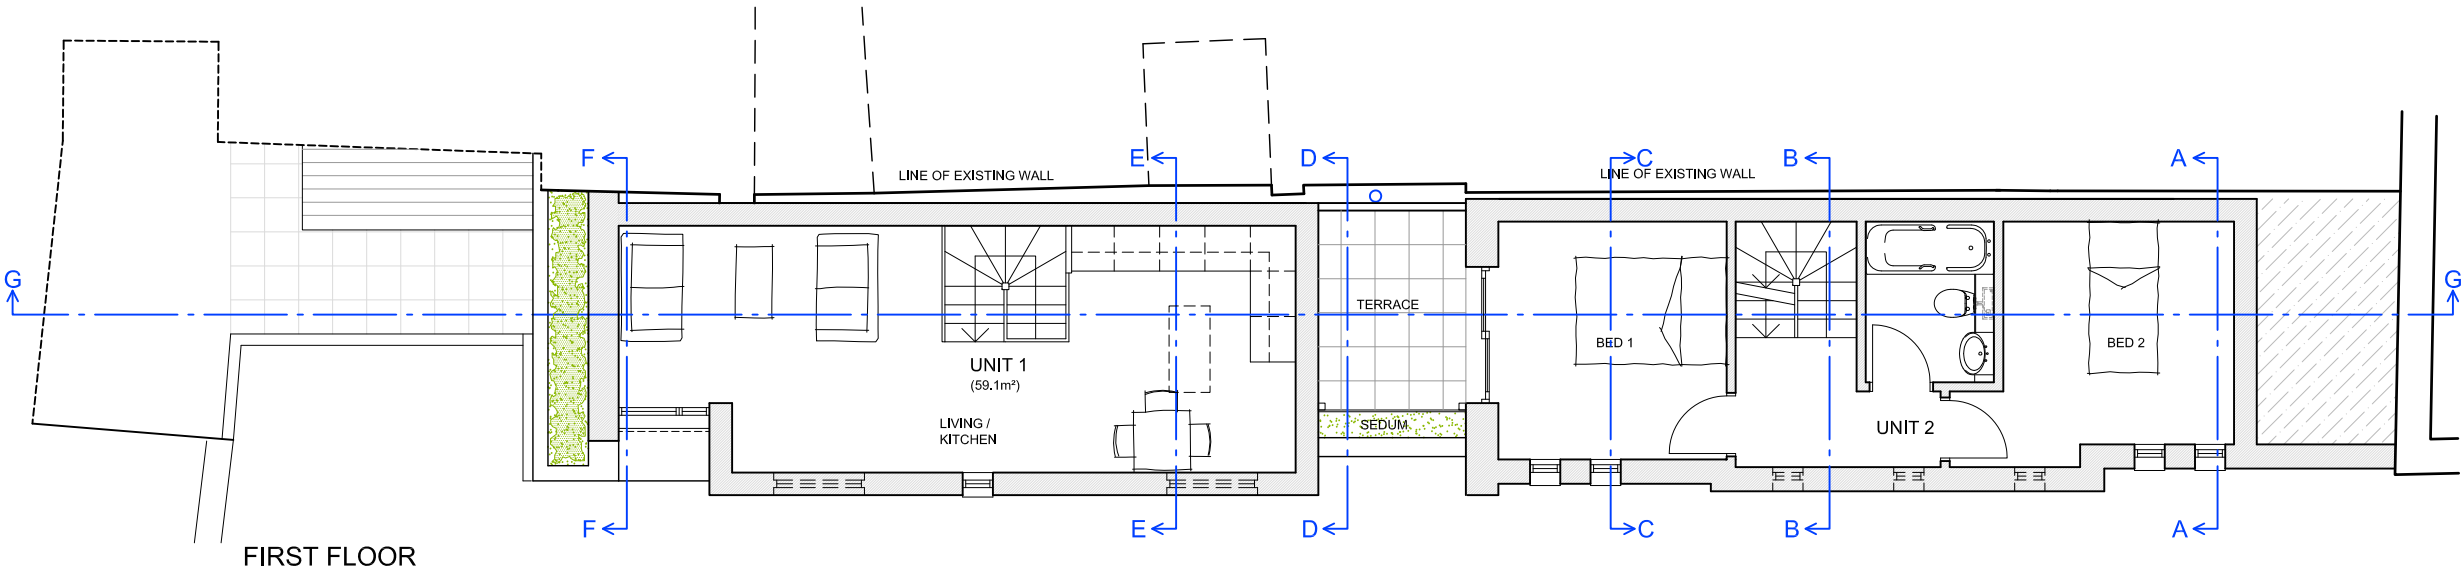 F
E
D
C
B
A
LINE OF EXISTING WALL
LINE OF EXISTING WALL
G
G
TERRACE
BED 1
BED 2
UNIT 1
(59.1m²)
LIVING /
KITCHEN
SEDUM
UNIT 2
F
E
D
C
B
A
FIRST FLOOR